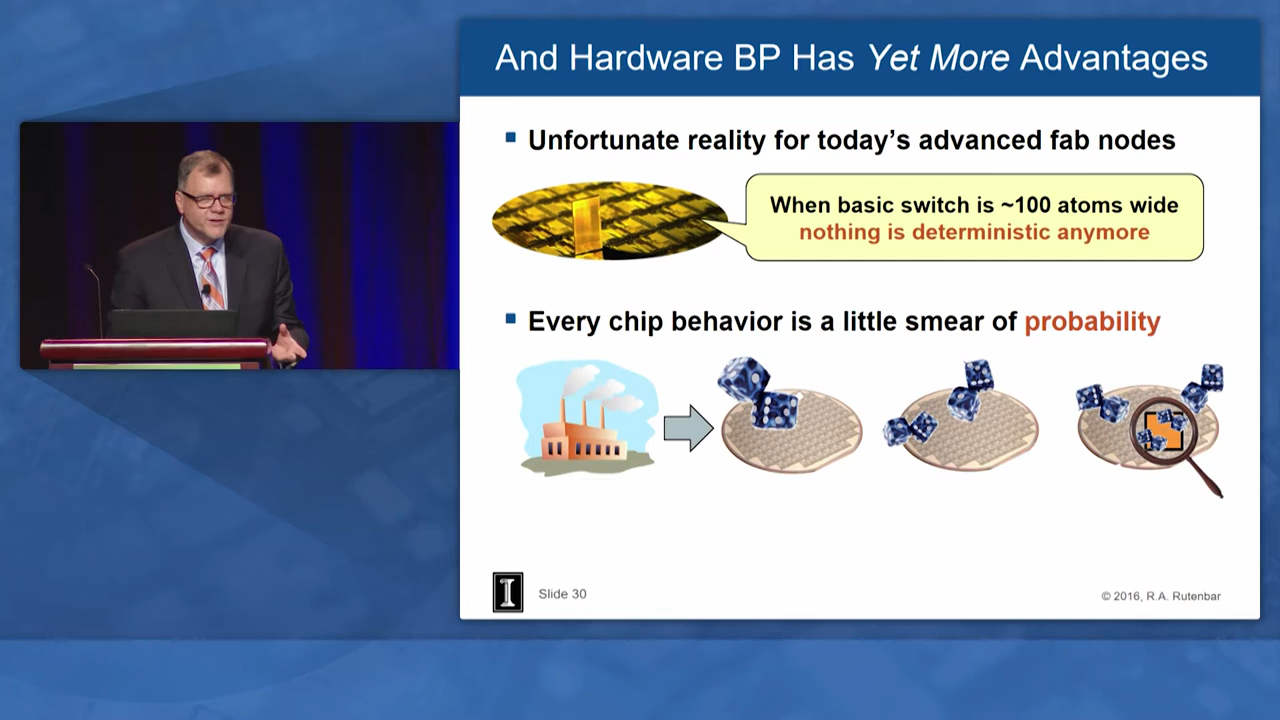 And Hardware BP Has Yet More Advantages
Unfortunate reality for today's advanced fab nodes
When basic switch is ~100 atoms wide
nothing is deterministic anymore
Every chip behavior is a little smear of probability
I
Slide 30
© 2016, R.A. Rutenbar